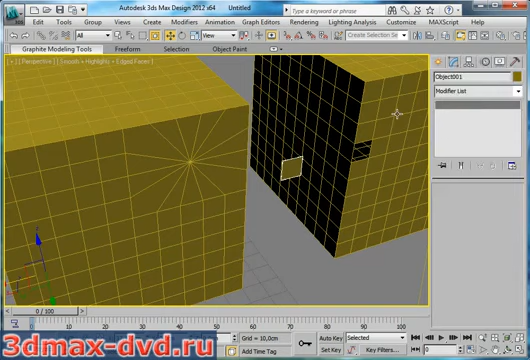 Autodesk 3ds Max Design 2012 x64 Untitled
Type a keyword or phrase
Edit Tools Group Views Create Modifiers Animation Graph Editors Rendering Lighting Analysis Customize MAXScript Help
All View Create Selection Se
Graphite Modeling Tools Freeform Selection Object Paint
[ + ] [ Perspective ] [ Smooth + Highlights + Edged Faces ]
Object001
Modifier List
0 / 100
0 10 20 30 40 50 60 70 80 90 100
Grid = 10,0cm Auto Key Selected
Add Time Tag Set Key Key Filters... 0
3dmax-dvd.ru